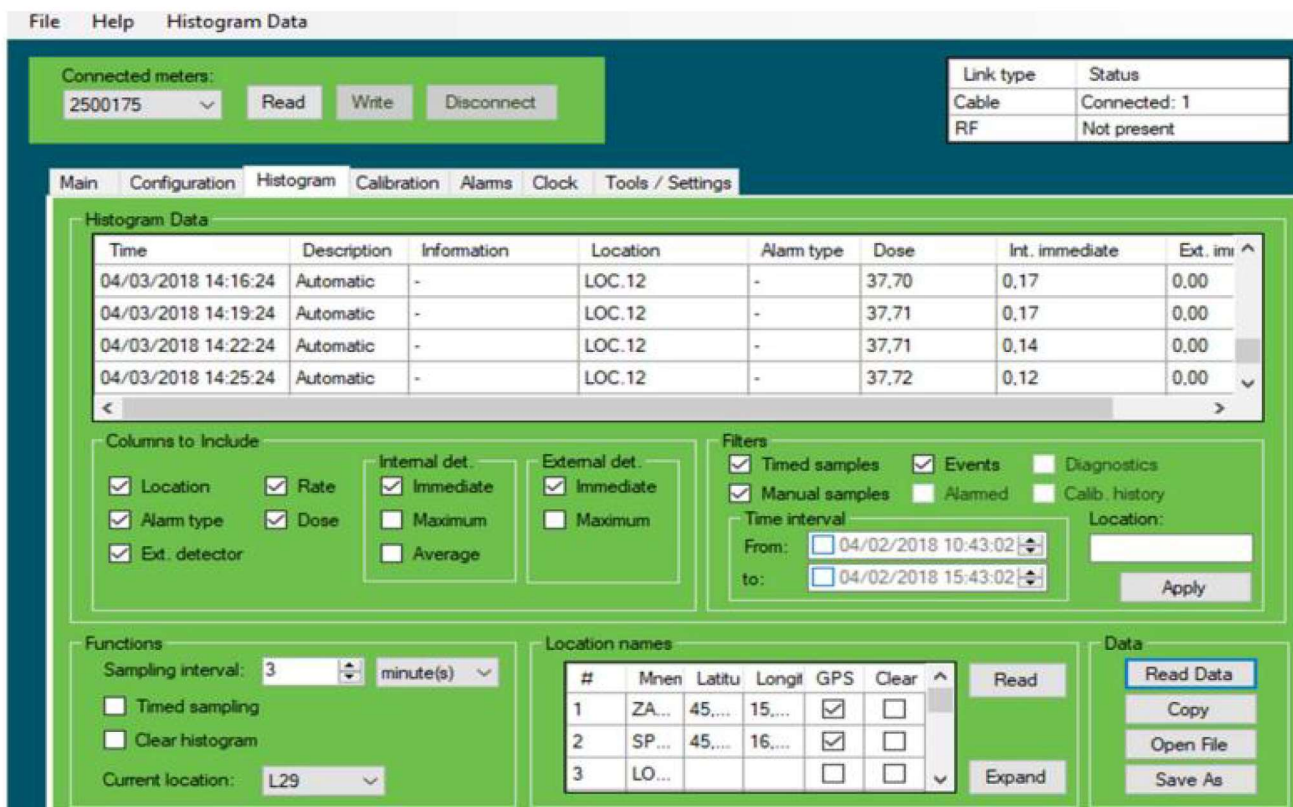 File Help Histogram Data
Connected meters:
2500175 Read Write Disconnect
Link type Status
Cable Connected: 1
RF Not present
Main Configuration Histogram Calibration Alarms Clock Tools / Settings
Histogram Data
Time Description Information Location Alarm type Dose Int. immediate Ext. imm
04/03/2018 14:16:24 Automatic - LOC.12 - 37,70 0,17 0,00
04/03/2018 14:19:24 Automatic - LOC.12 - 37,71 0,17 0,00
04/03/2018 14:22:24 Automatic - LOC.12 - 37,71 0,14 0,00
04/03/2018 14:25:24 Automatic - LOC.12 - 37,72 0,12 0,00
Columns to Include
Location Rate
Alarm type Dose
Ext. detector
Internal det.
Immediate
Maximum
Average
External det.
Immediate
Maximum
Filters
Timed samples Events Diagnostics
Manual samples Alarmed Calib. history
Time interval
From: 04/02/2018 10:43:02
to: 04/02/2018 15:43:02
Location:
Apply
Functions
Sampling interval: 3 minute(s)
Timed sampling
Clear histogram
Current location: L29
Location names
# Mnen Latitu Longit GPS Clear
1 ZA... 45,... 15,...
2 SP... 45,... 16,...
3 LO...
Read
Expand
Data
Read Data
Copy
Open File
Save As